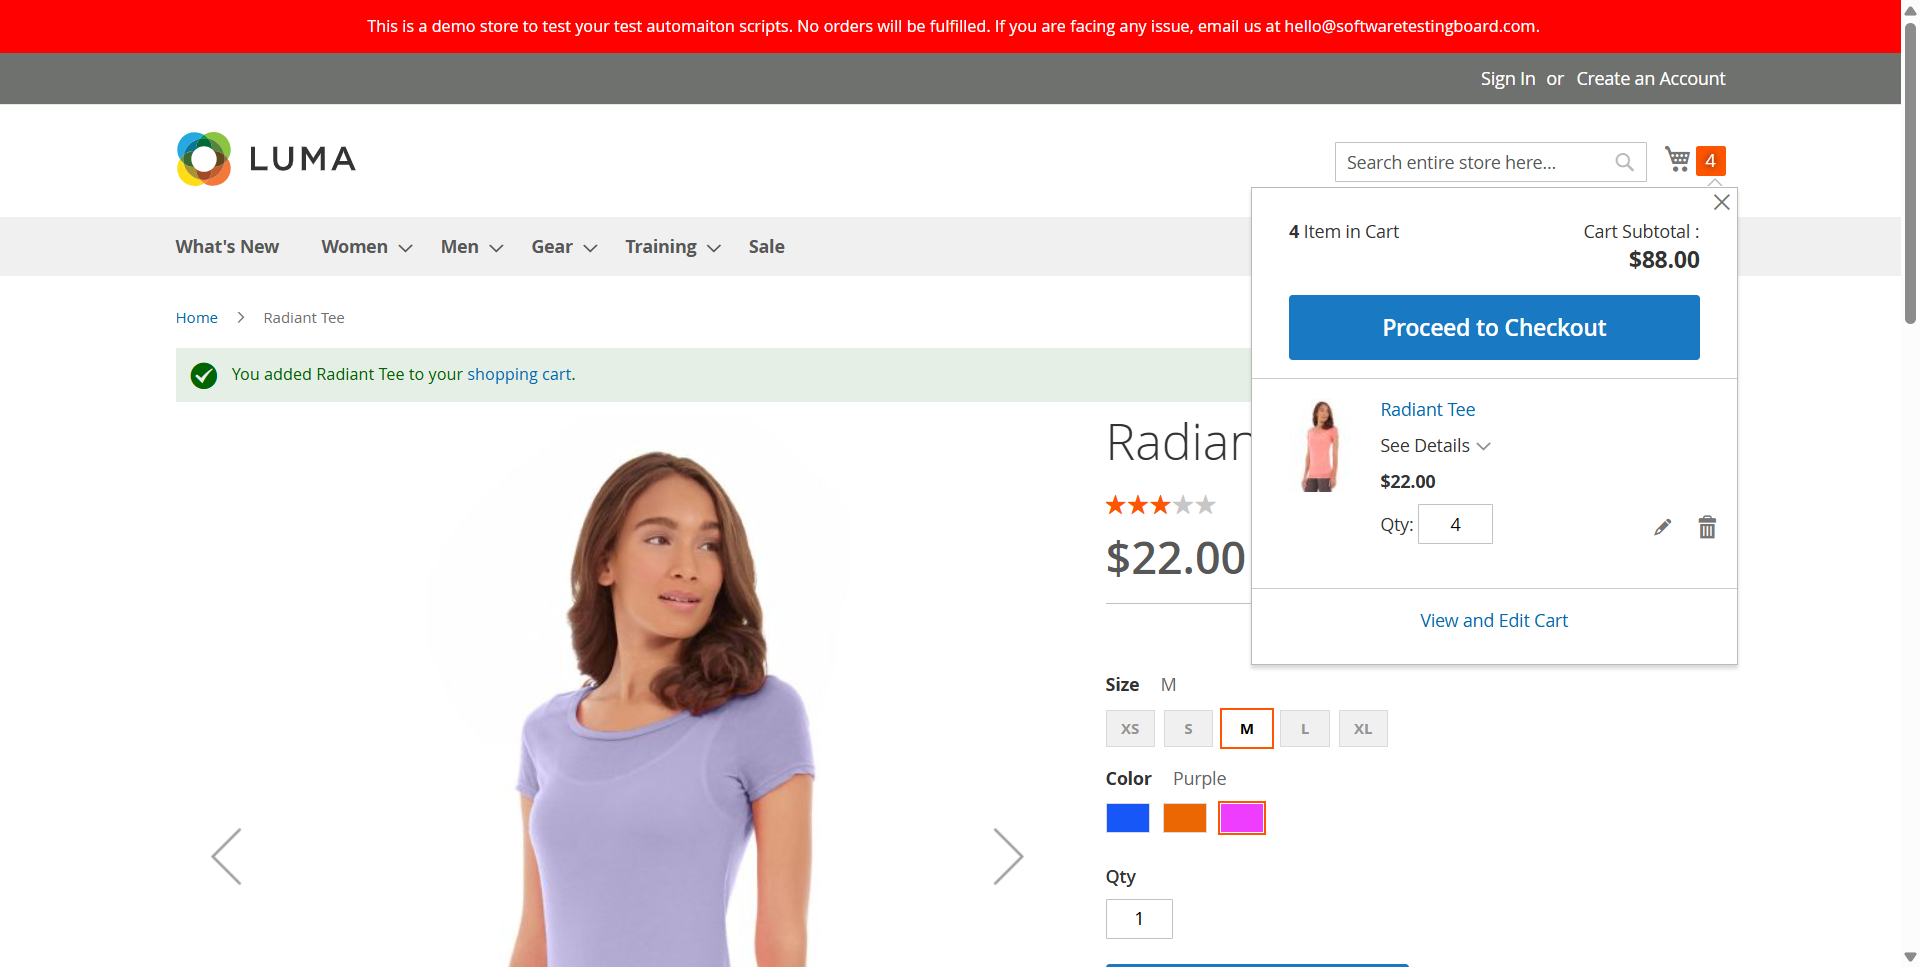 This is a demo store to test your test automaiton scripts. No orders will be fulfilled. If you are facing any issue, email us at hello@softwaretestingboard.com.
Sign In or Create an Account
LUMA
Search entire store here...
4
What's New Women Men Gear Training Sale
4 Item in Cart
Cart Subtotal :
$88.00
Proceed to Checkout
Home Radiant Tee
You added Radiant Tee to your shopping cart.
Radiant Tee
See Details
$22.00
Qty: 4
View and Edit Cart
Radian
$22.00
Size M
XS S M L XL
Color Purple
Qty
1